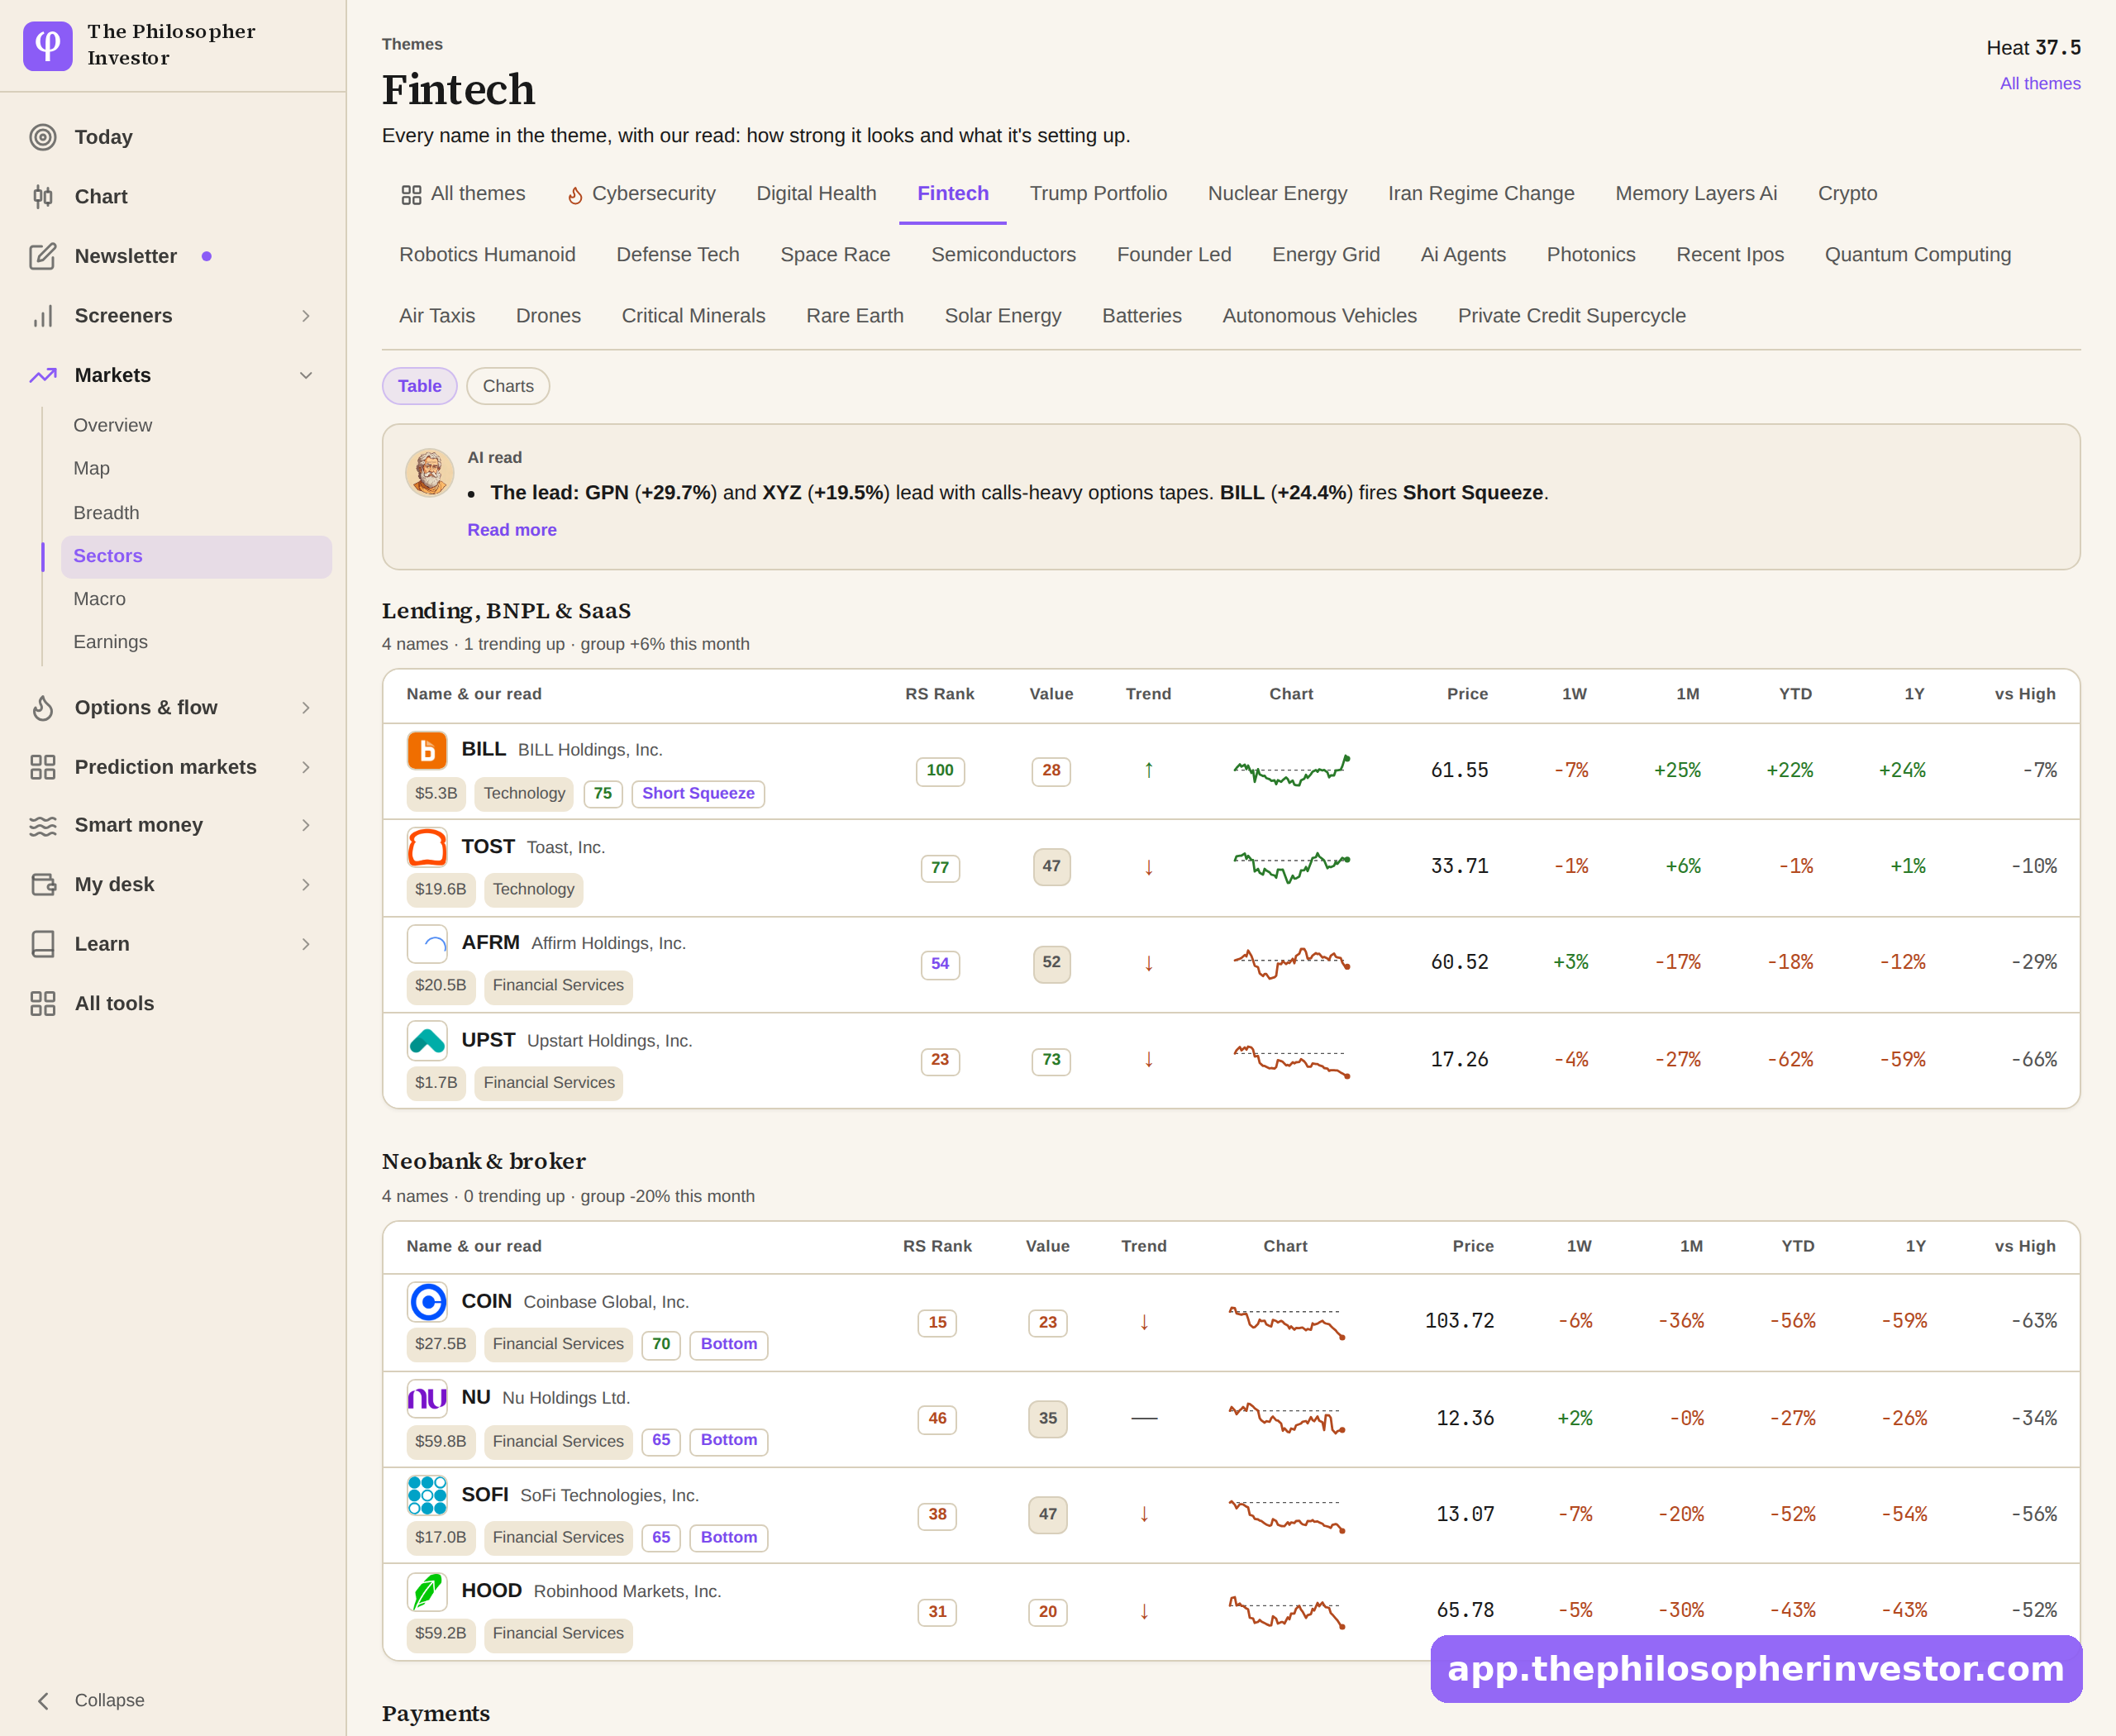 φ
The Philosopher
Investor
Today
Chart
Newsletter
Screeners
Markets
Overview
Map
Breadth
Sectors
Macro
Earnings
Options & flow
Prediction markets
Smart money
My desk
Learn
All tools
Collapse
Themes
Fintech
Every name in the theme, with our read: how strong it looks and what it's setting up.
Heat 37.5
All themes
All themes Cybersecurity Digital Health Fintech Trump Portfolio Nuclear Energy Iran Regime Change Memory Layers Ai Crypto
Robotics Humanoid Defense Tech Space Race Semiconductors Founder Led Energy Grid Ai Agents Photonics Recent Ipos Quantum Computing
Air Taxis Drones Critical Minerals Rare Earth Solar Energy Batteries Autonomous Vehicles Private Credit Supercycle
Table Charts
AI read
• The lead: GPN (+29.7%) and XYZ (+19.5%) lead with calls-heavy options tapes. BILL (+24.4%) fires Short Squeeze.
Read more
Lending, BNPL & SaaS
4 names · 1 trending up · group +6% this month
Name & our read RS Rank Value Trend Chart Price 1W 1M YTD 1Y vs High
b BILL BILL Holdings, Inc.
$5.3B Technology 75 Short Squeeze
100 28 ↑ 61.55 -7% +25% +22% +24% -7%
TOST Toast, Inc.
$19.6B Technology
77 47 ↓ 33.71 -1% +6% -1% +1% -10%
AFRM Affirm Holdings, Inc.
$20.5B Financial Services
54 52 ↓ 60.52 +3% -17% -18% -12% -29%
UPST Upstart Holdings, Inc.
$1.7B Financial Services
23 73 ↓ 17.26 -4% -27% -62% -59% -66%
Neobank & broker
4 names · 0 trending up · group -20% this month
Name & our read RS Rank Value Trend Chart Price 1W 1M YTD 1Y vs High
COIN Coinbase Global, Inc.
$27.5B Financial Services 70 Bottom
15 23 ↓ 103.72 -6% -36% -56% -59% -63%
nu NU Nu Holdings Ltd.
$59.8B Financial Services 65 Bottom
46 35 — 12.36 +2% -0% -27% -26% -34%
SOFI SoFi Technologies, Inc.
$17.0B Financial Services 65 Bottom
38 47 ↓ 13.07 -7% -20% -52% -54% -56%
HOOD Robinhood Markets, Inc.
$59.2B Financial Services
31 20 ↓ 65.78 -5% -30% -43% -43% -52%
app.thephilosopherinvestor.com
Payments